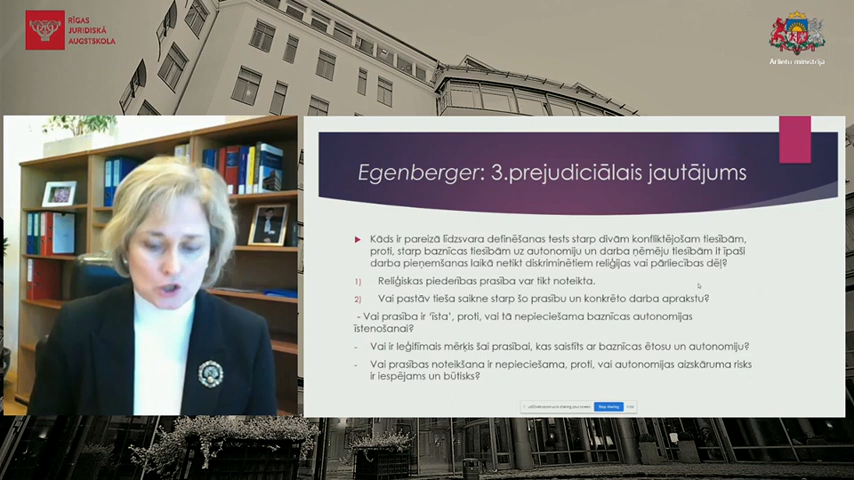 RĪGAS
JURIDISKĀ
AUGSTSKOLA
Ārlietu ministrija
Egenberger: 3.prejudiciālais jautājums
Kāds ir pareizā līdzsvara definēšanas tests starp divām konfliktējošam tiesībām,
proti, starp baznīcas tiesībām uz autonomiju un darba ņēmēju tiesībām it īpaši
darba pieņemšanas laikā netikt diskriminētiem reliģijas vai pārliecības dēļ?
1) Reliģiskas piederības prasība var tikt noteikta.
2) Vai pastāv tieša saikne starp šo prasību un konkrēto darba aprakstu?
- Vai prasība ir 'īsta', proti, vai tā nepieciešama baznīcas autonomijas
īstenošanai?
- Vai ir leģitīmais mērķis šai prasībai, kas saistīts ar baznīcas ētosu un autonomiju?
- Vai prasības noteikšana ir nepieciešama, proti, vai autonomijas aizskāruma risks
ir iespējams un būtisks?
Stop sharing